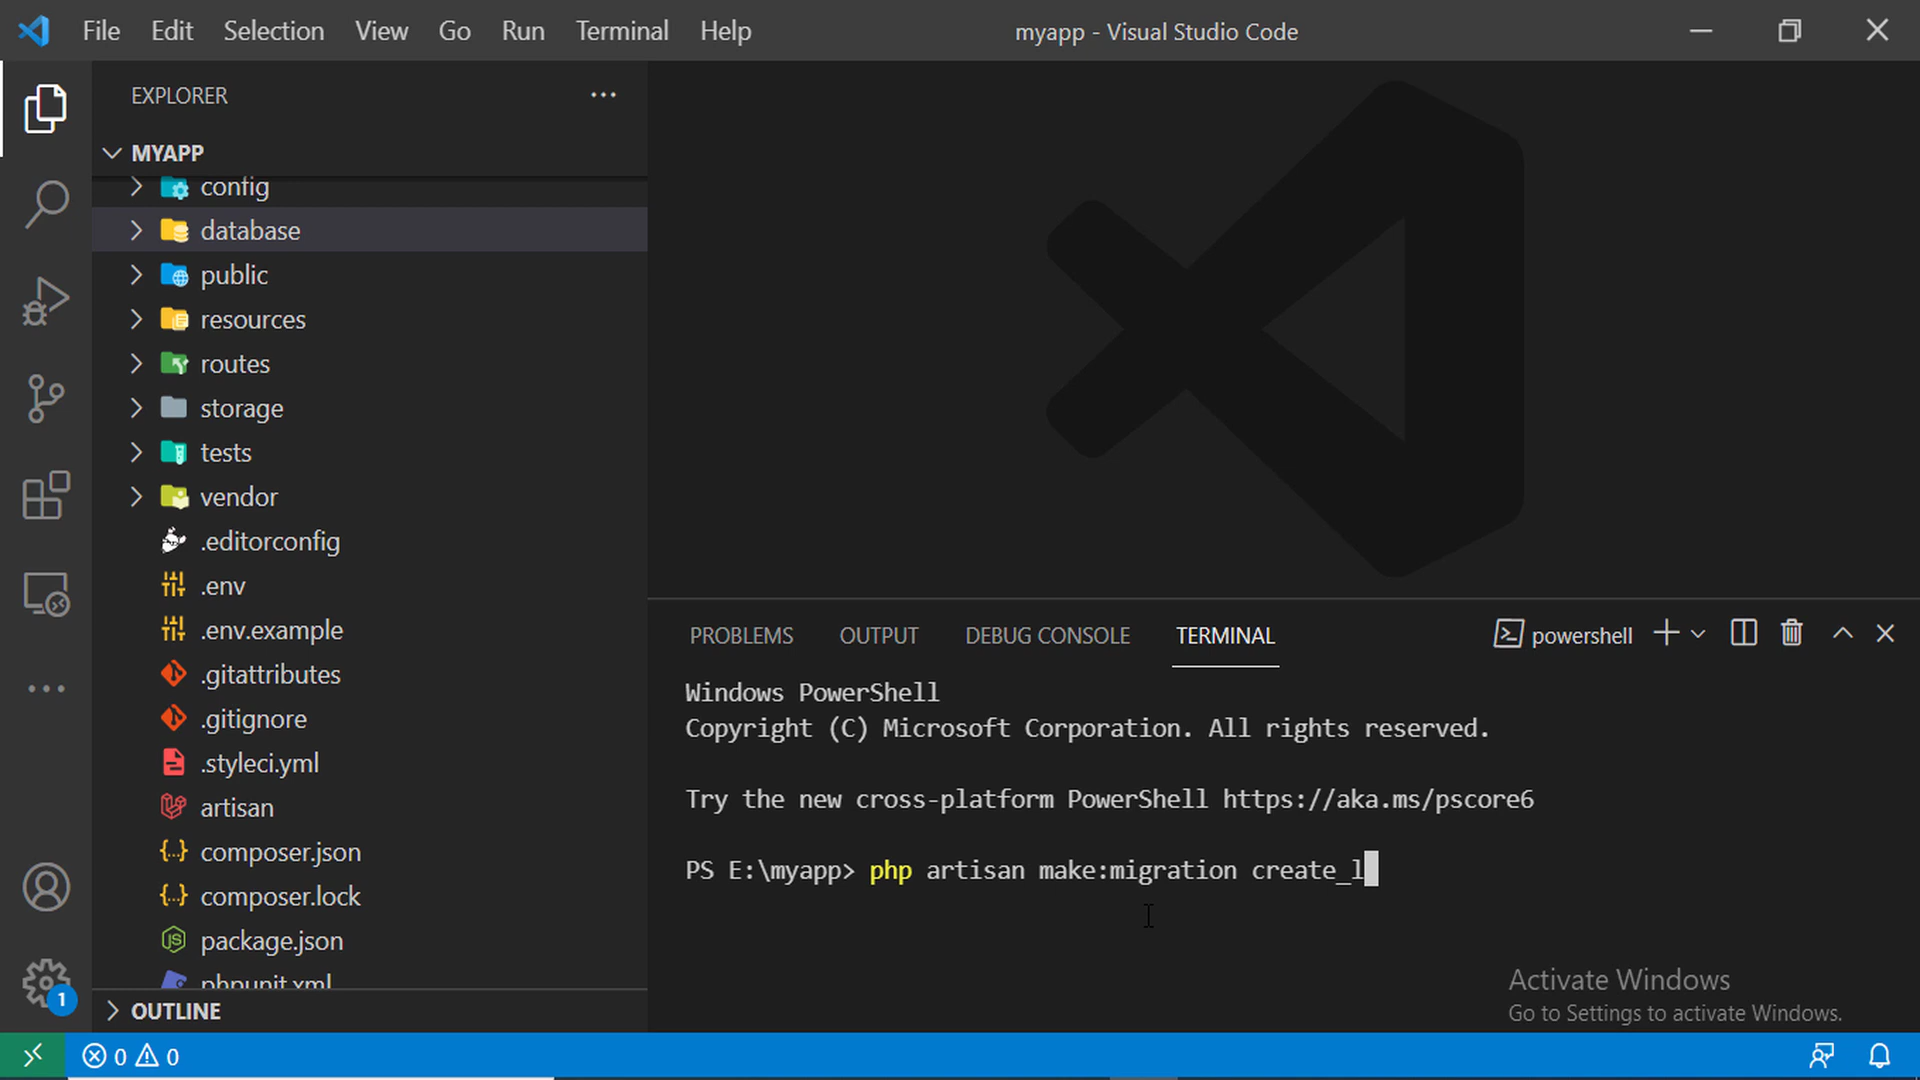 File Edit Selection View Go Run Terminal Help
myapp - Visual Studio Code
EXPLORER
MYAPP
config
database
public
resources
routes
storage
tests
vendor
.editorconfig
.env
.env.example
.gitattributes
.gitignore
.styleci.yml
artisan
composer.json
composer.lock
package.json
phpunit.xml
OUTLINE
PROBLEMS OUTPUT DEBUG CONSOLE TERMINAL
powershell
Windows PowerShell
Copyright (C) Microsoft Corporation. All rights reserved.
Try the new cross-platform PowerShell https://aka.ms/pscore6
PS E:\myapp> php artisan make:migration create_l
Activate Windows
Go to Settings to activate Windows.
1
0 0